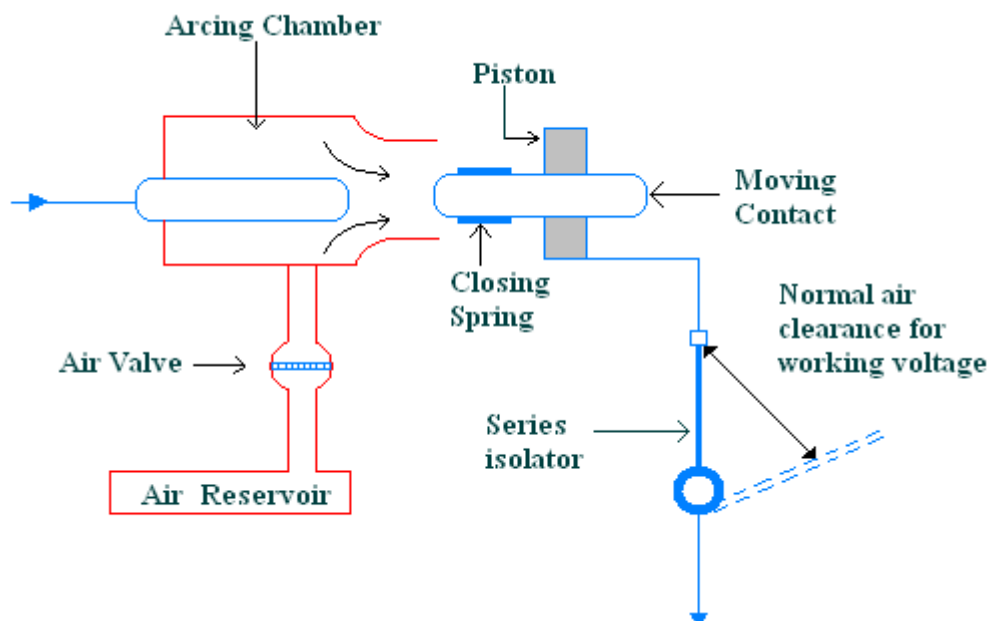 Arcing Chamber
Piston
Moving
Contact
Closing
Spring
Normal air
clearance for
working voltage
Air Valve
Series
isolator
Air Reservoir